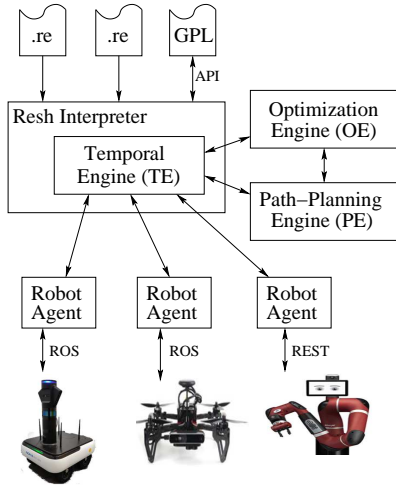 .re
.re
GPL
API
Resh Interpreter
Temporal
Engine (TE)
Optimization
Engine (OE)
Path−Planning
Engine (PE)
Robot
Agent
Robot
Agent
Robot
Agent
ROS
ROS
REST